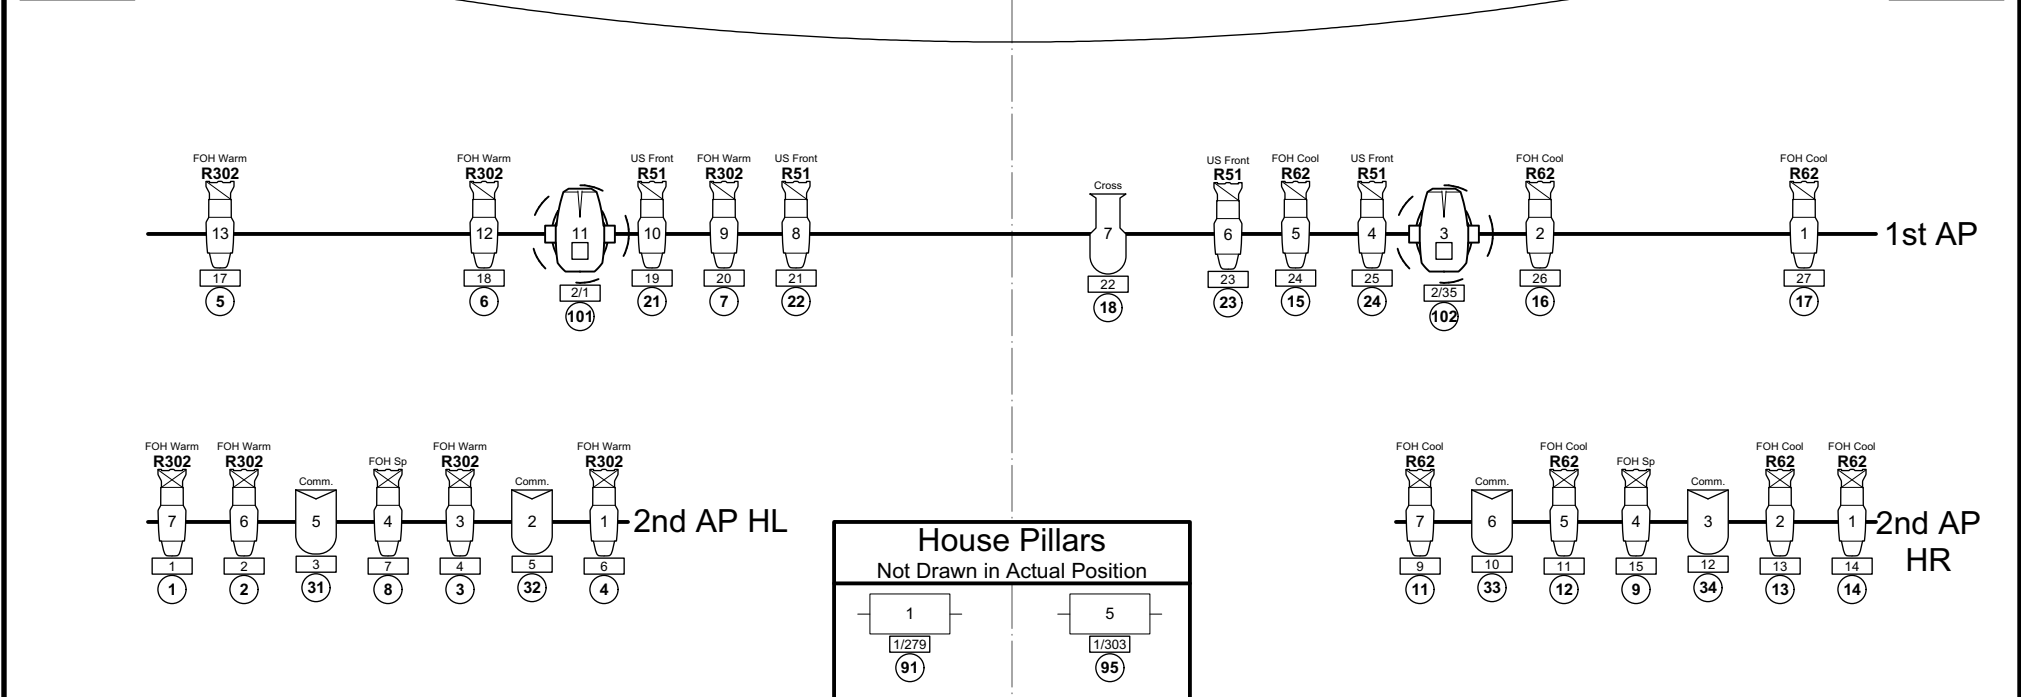 FOH Warm FOH Warm US Front FOH Warm US Front Cross US Front FOH Cool US Front FOH Cool FOH Cool
R302 R302 R51 R302 R51 R51 R62 R51 R62 R62
13 12 11 10 9 8 7 6 5 4 3 2 1 1st AP
17 18 2/1 19 20 21 22 23 24 25 2/35 26 27
5 6 101 21 7 22 18 23 15 24 102 16 17
FOH Warm FOH Warm Comm. FOH Sp FOH Warm Comm. FOH Warm
R302 R302 R302 R302
7 6 5 4 3 2 1 2nd AP HL
1 2 3 7 4 5 6
1 2 31 8 3 32 4
House Pillars
Not Drawn in Actual Position
1 5
1/279 1/303
91 95
FOH Cool Comm. FOH Cool FOH Sp Comm. FOH Cool FOH Cool
R62 R62 R62 R62
7 6 5 4 3 2 1 2nd AP
HR
9 10 11 15 12 13 14
11 33 12 9 34 13 14